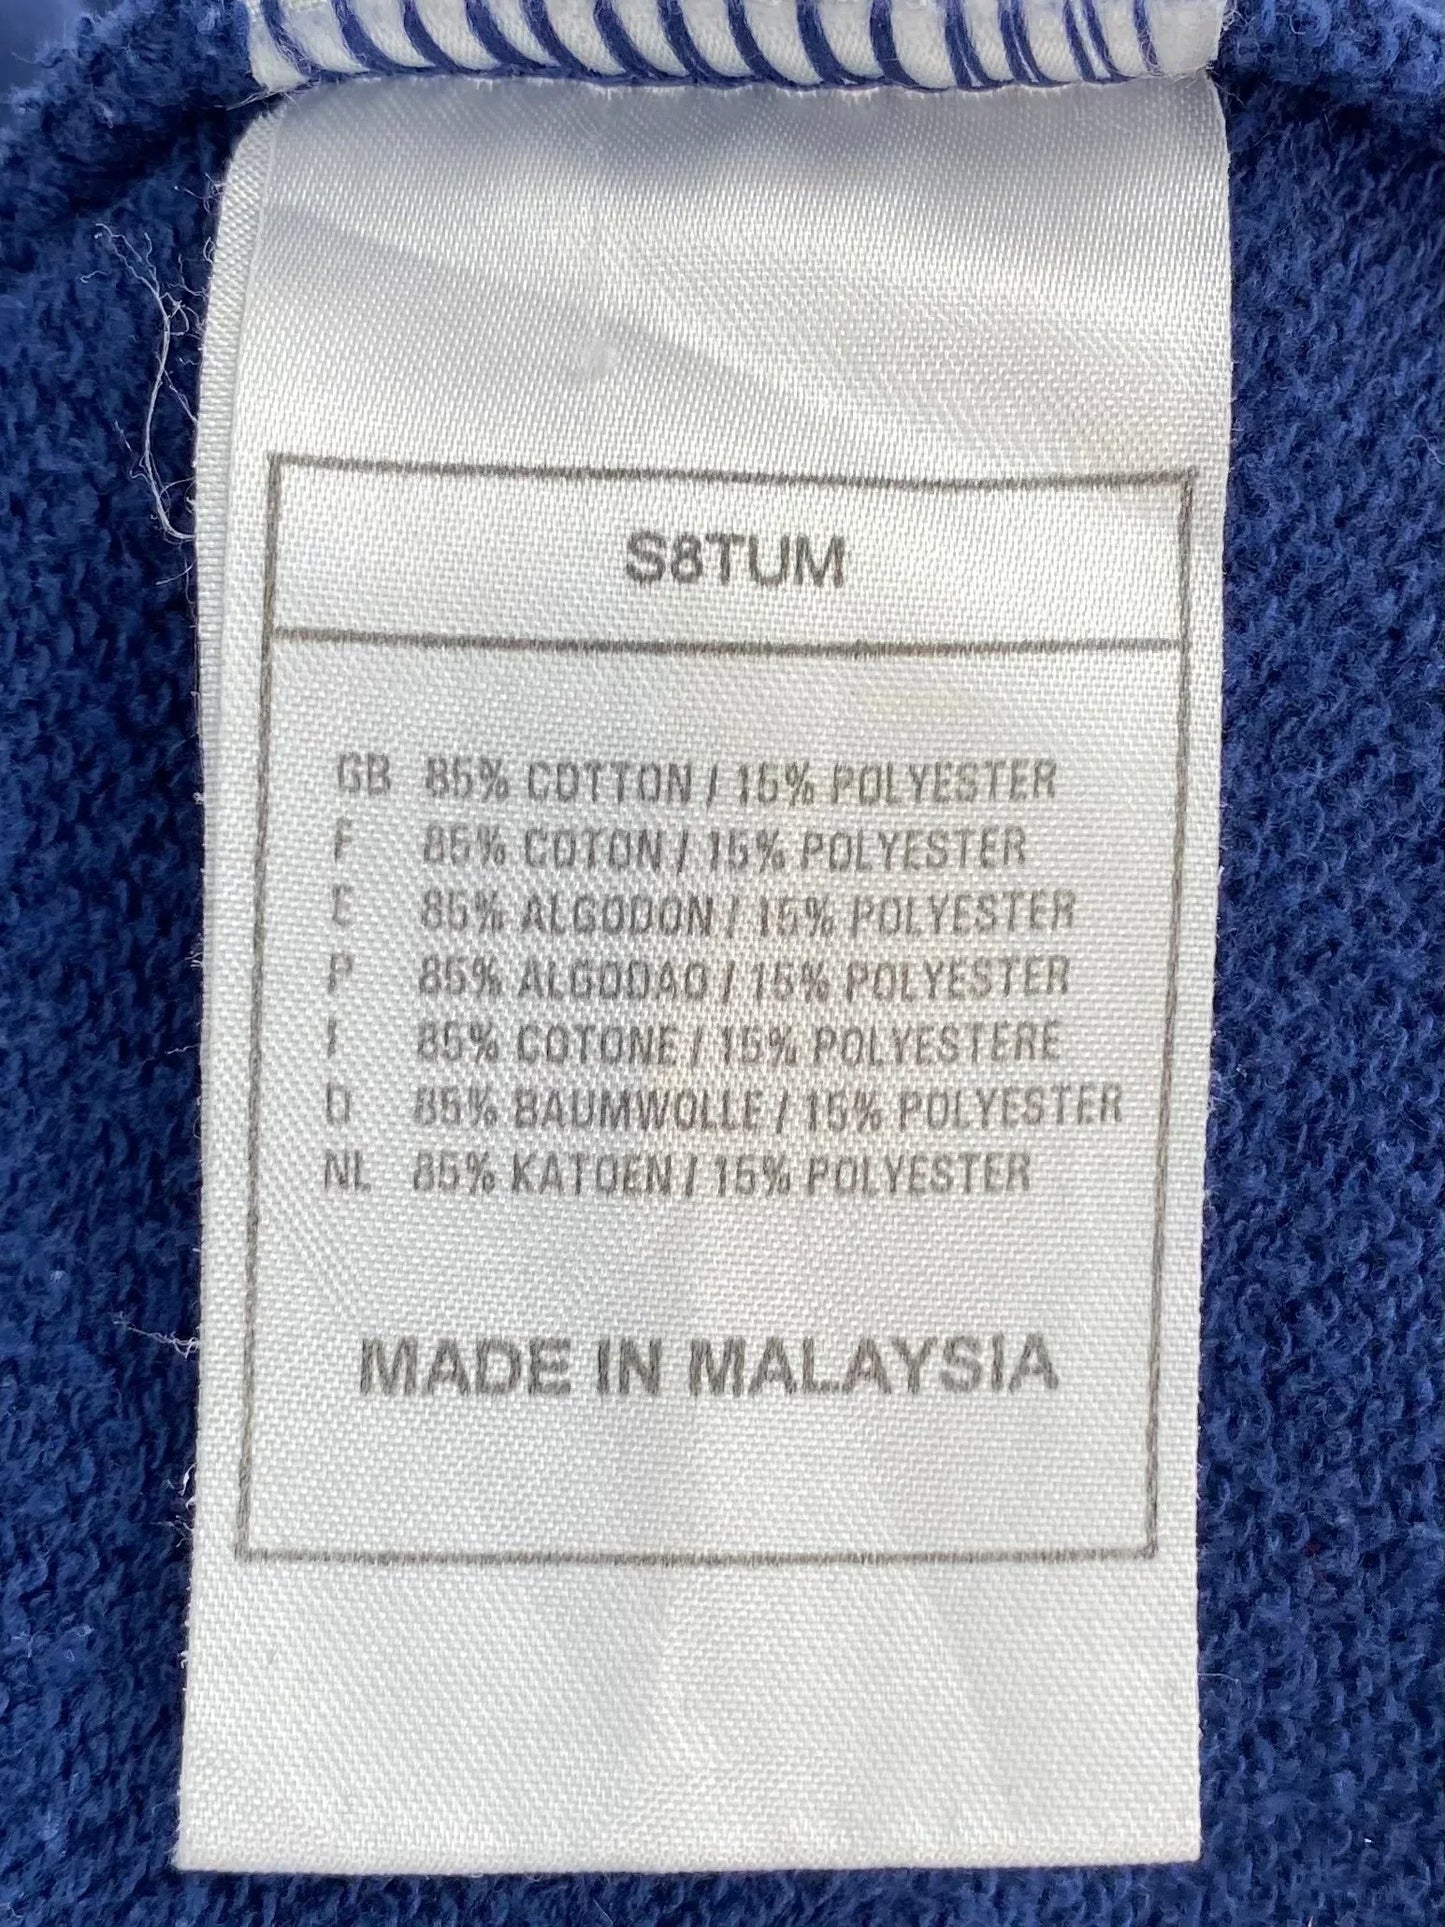 S8TUM
GB 85% COTTON / 15% POLYESTER
F 85% COTON / 15% POLYESTER
E 85% ALGODON / 15% POLYESTER
P 85% ALGODAO / 15% POLYESTER
I 85% COTONE / 15% POLYESTERE
D 85% BAUMWOLLE / 15% POLYESTER
NL 85% KATOEN / 15% POLYESTER
MADE IN MALAYSIA